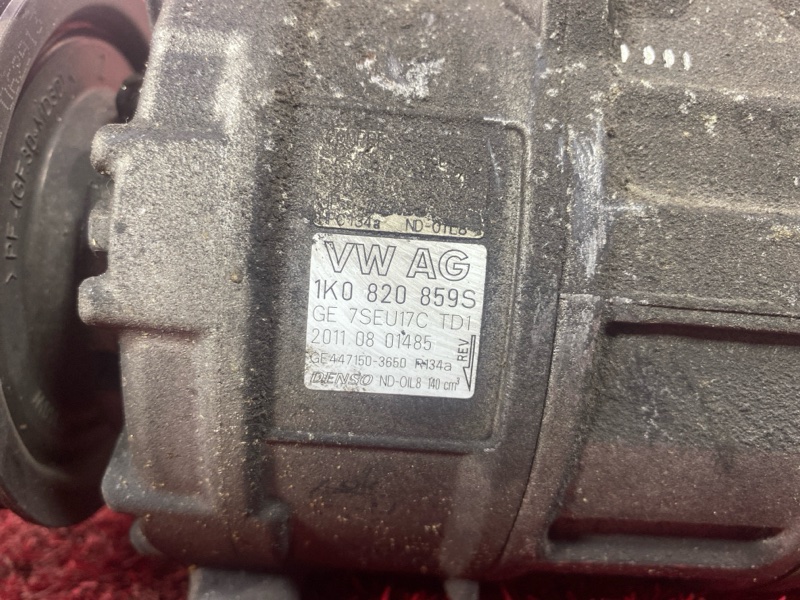 R134a ND-OIL8
VW AG
1K0 820 859S
GE 7SEU17C TD1
2011 08 01485
REV
GE447150-3650 R134a
DENSO ND-OIL8 140 cm³